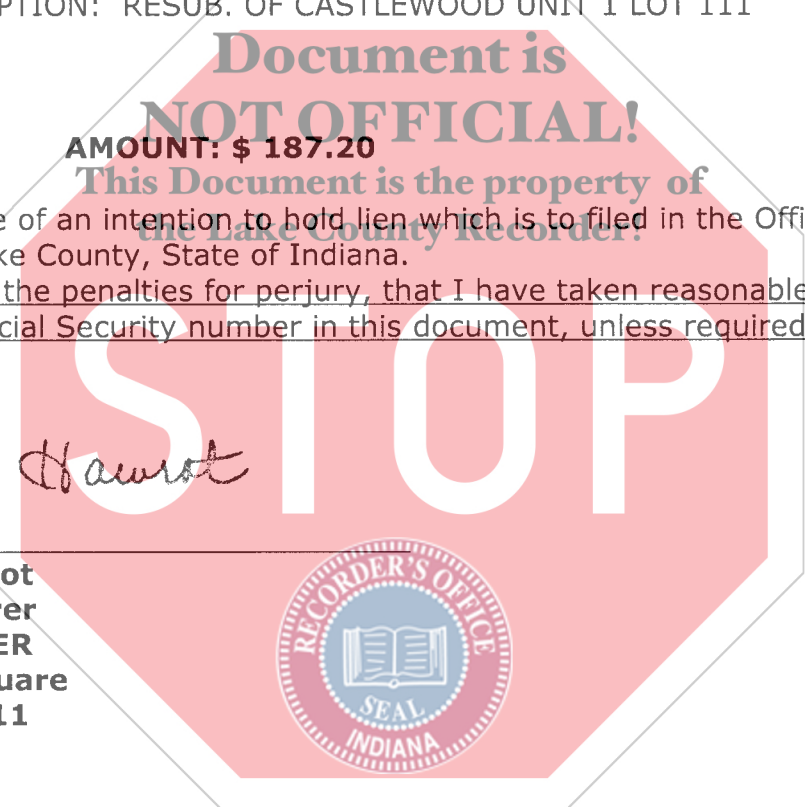 PTION: RESUB. OF CASTLEWOOD UNIT 1 LOT 111
Document is
NOT OFFICIAL!
AMOUNT: $ 187.20
This Document is the property of
e of an intention to hold lien which is to filed in the Offi
the Lake County Recorder!
ke County, State of Indiana.
the penalties for perjury, that I have taken reasonable
cial Security number in this document, unless required
STOP
Hawrot
ot
rer
ER
uare
11
RECORDER'S OFFICE
SEAL
INDIANA